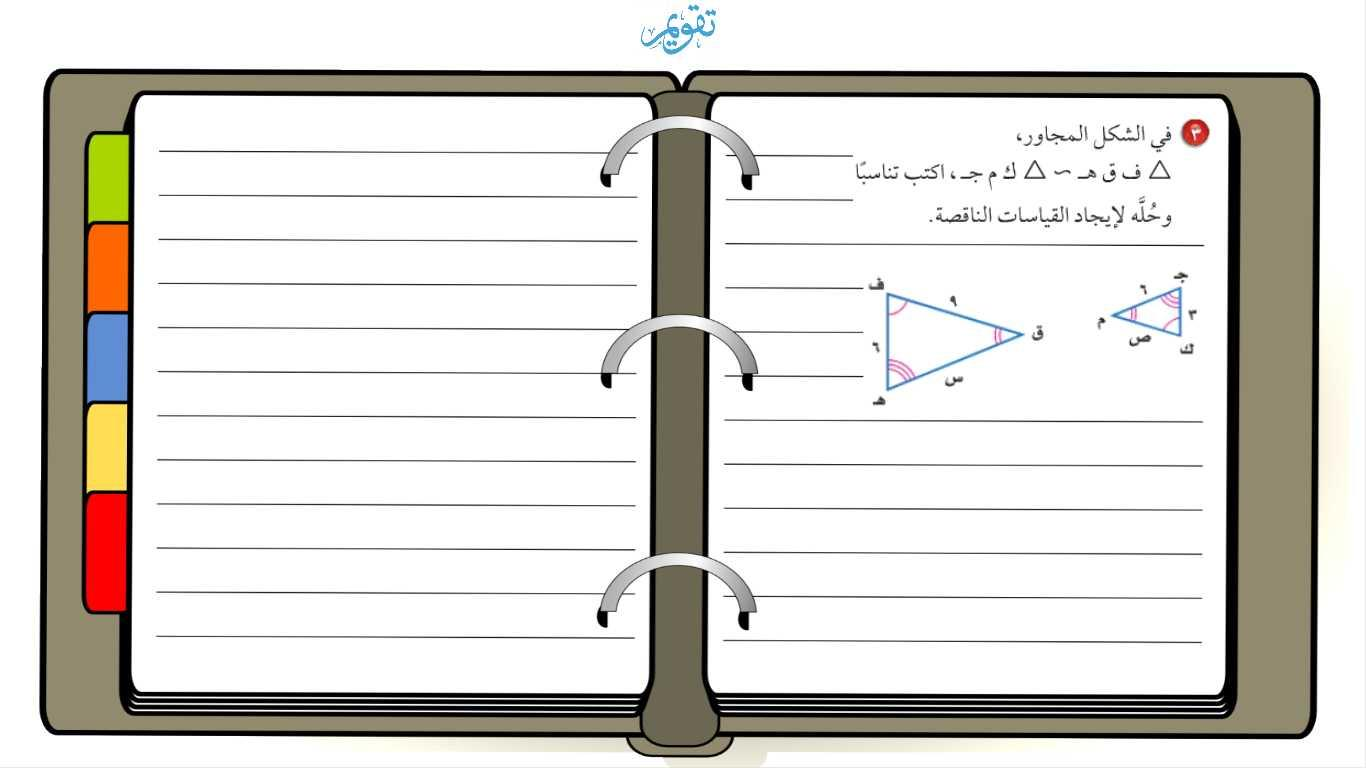 تقويم
٣ في الشكل المجاور،
△ ف ق هـ ∽ △ ك م جـ ، اكتب تناسبًا
وحُلَّه لإيجاد القياسات الناقصة.
جـ
٦
٣
م
ص
ك
ف
٩
ق
٦
س
هـ